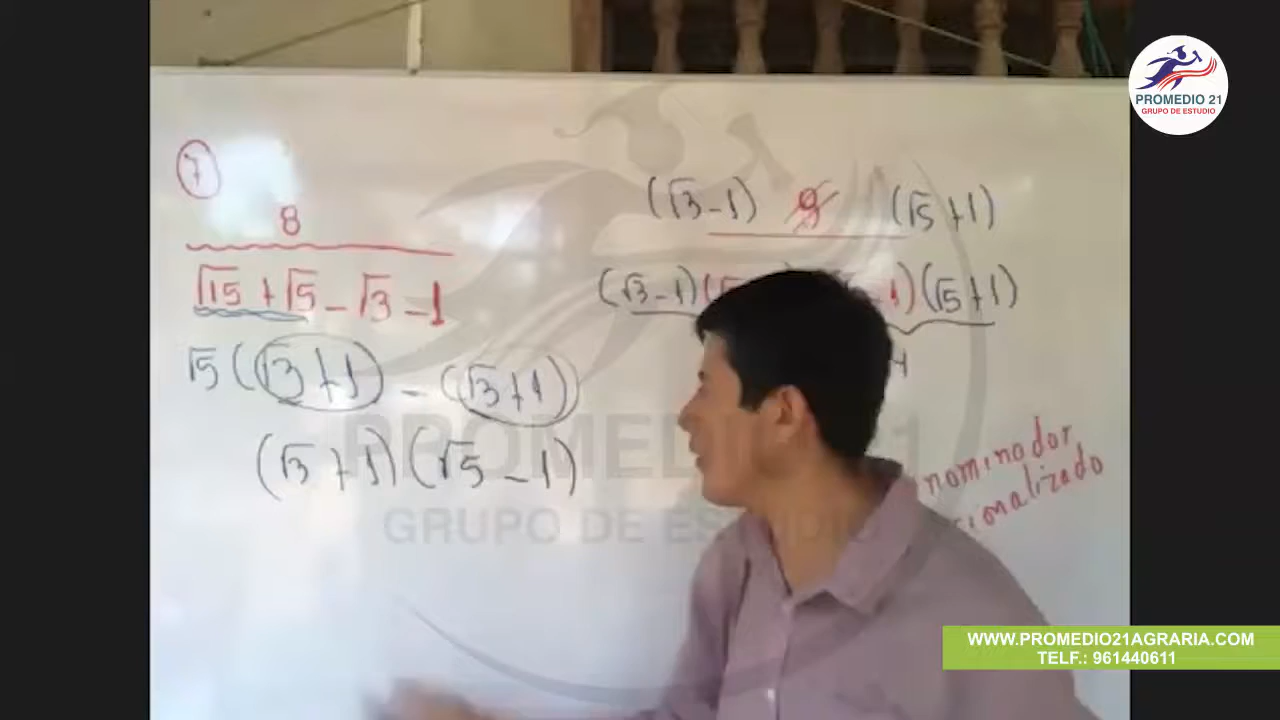 7
8
√15 + √5 - √3 - 1
√5 (√3 + 1) - (√3 + 1)
(√3 + 1) (√5 - 1)
(√3 - 1) 8 (√5 + 1)
(√3 - 1) ( - 1) (√5 + 1)
4
nominador
ionalizado
PROMEDIO 21
GRUPO DE ESTUDIO
PROMEDIO 21
GRUPO DE ESTUDIO
WWW.PROMEDIO21AGRARIA.COM
TELF.: 961440611